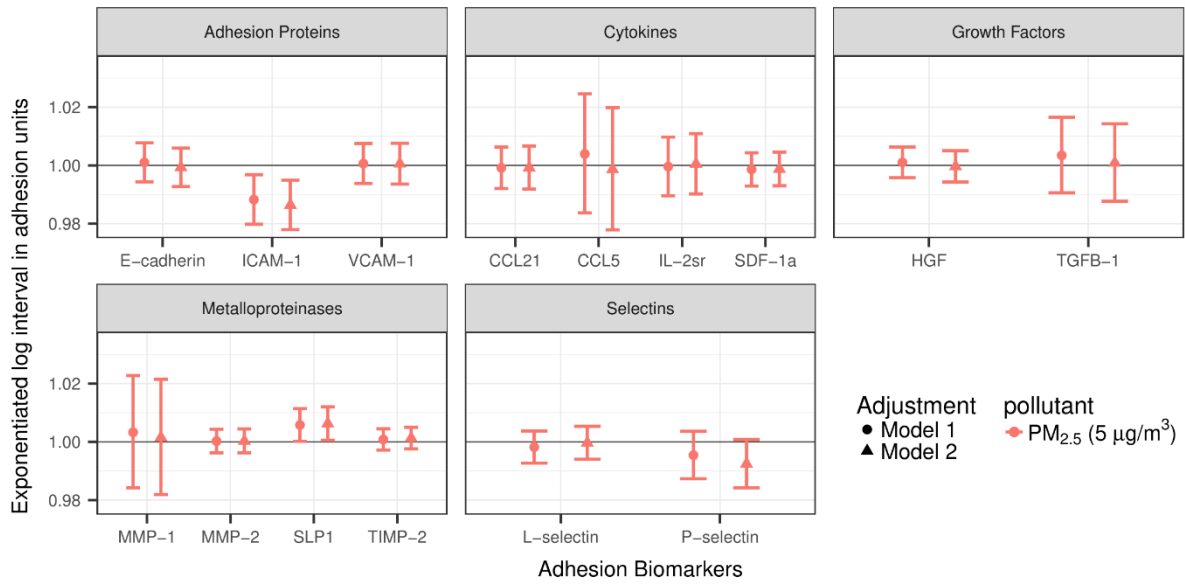 Adhesion Proteins
Cytokines
Growth Factors
Exponentiated log interval in adhesion units
1.02
1.00
0.98
E−cadherin
ICAM−1
VCAM−1
CCL21
CCL5
IL−2sr
SDF−1a
HGF
TGFB−1
Metalloproteinases
Selectins
1.02
1.00
0.98
MMP−1
MMP−2
SLP1
TIMP−2
L−selectin
P−selectin
Adhesion Biomarkers
Adjustment
Model 1
Model 2
pollutant
PM2.5 (5 μg/m³)